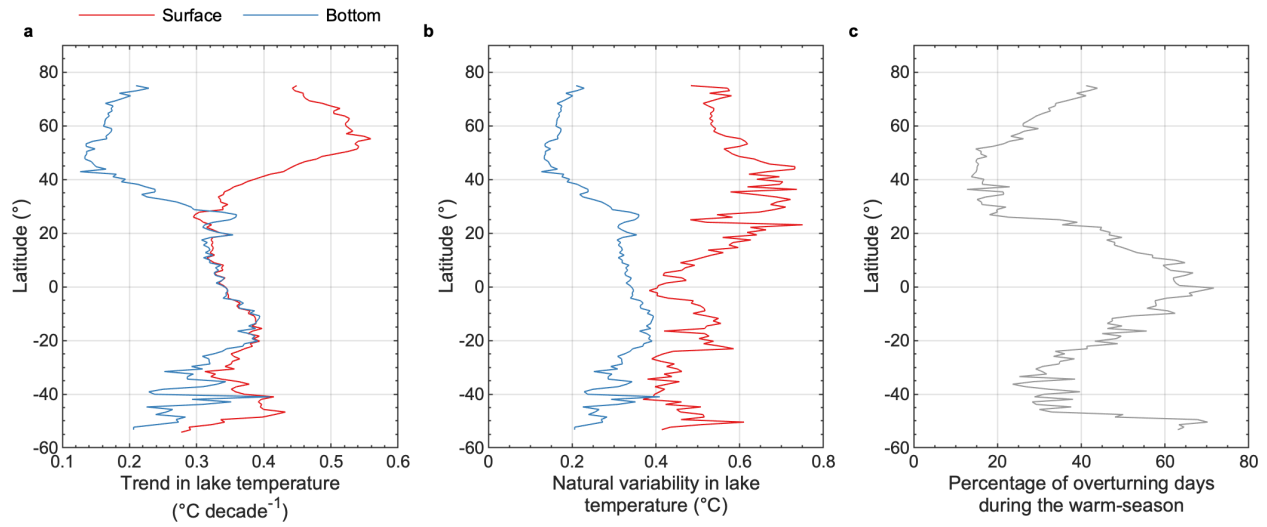 Surface Bottom
a
80
60
40
20
0
-20
-40
-60
0.1 0.2 0.3 0.4 0.5 0.6
Latitude (°)
Trend in lake temperature
(°C decade⁻¹)
b
80
60
40
20
0
-20
-40
-60
0 0.2 0.4 0.6 0.8
Latitude (°)
Natural variability in lake
temperature (°C)
c
80
60
40
20
0
-20
-40
-60
0 20 40 60 80
Latitude (°)
Percentage of overturning days
during the warm-season